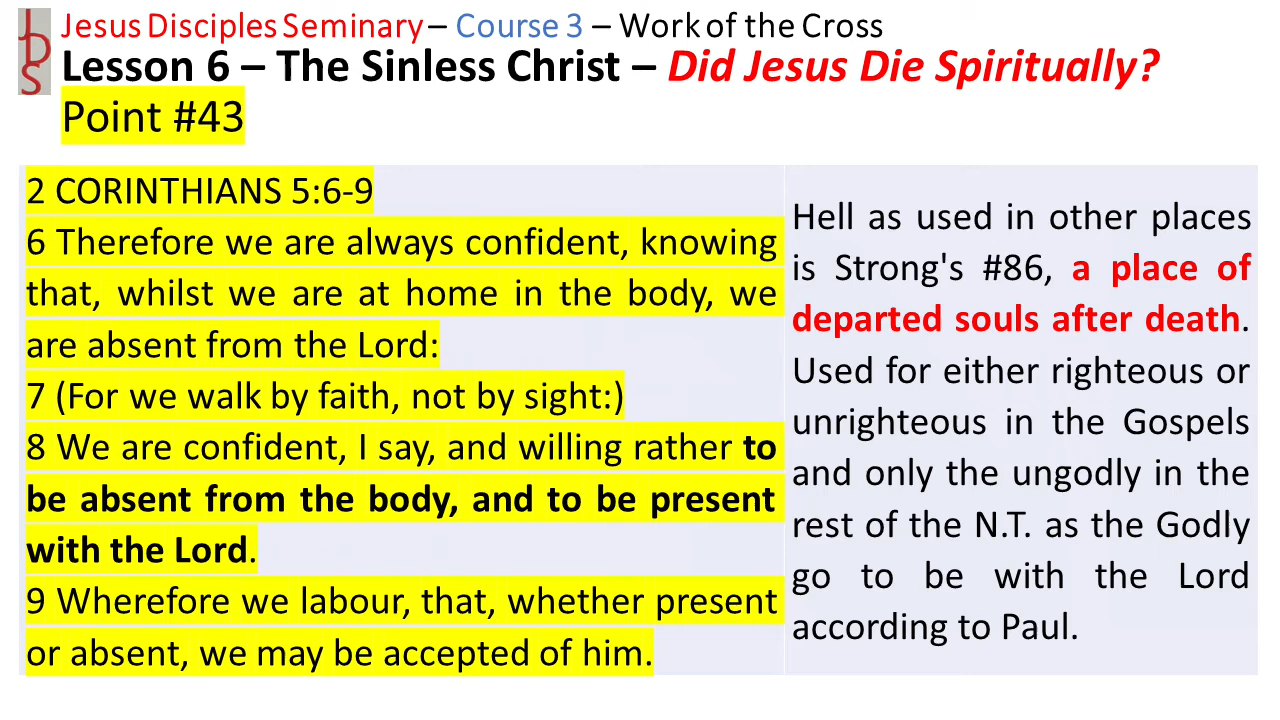 JDS
Jesus Disciples Seminary – Course 3 – Work of the Cross
Lesson 6 – The Sinless Christ – Did Jesus Die Spiritually?
Point #43
2 CORINTHIANS 5:6-9
6 Therefore we are always confident, knowing
that, whilst we are at home in the body, we
are absent from the Lord:
7 (For we walk by faith, not by sight:)
8 We are confident, I say, and willing rather to
be absent from the body, and to be present
with the Lord.
9 Wherefore we labour, that, whether present
or absent, we may be accepted of him.
Hell as used in other places
is Strong's #86, a place of
departed souls after death.
Used for either righteous or
unrighteous in the Gospels
and only the ungodly in the
rest of the N.T. as the Godly
go to be with the Lord
according to Paul.